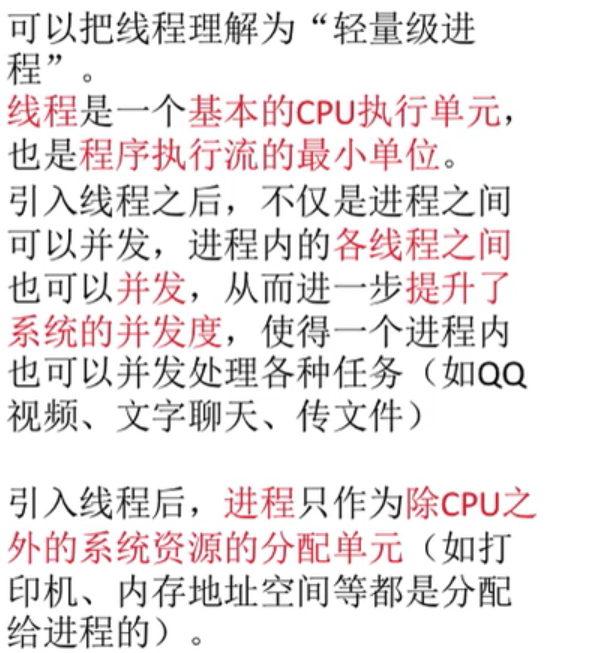 可以把线程理解为“轻量级进
程”。
线程是一个基本的CPU执行单元，
也是程序执行流的最小单位。
引入线程之后，不仅是进程之间
可以并发，进程内的各线程之间
也可以并发，从而进一步提升了
系统的并发度，使得一个进程内
也可以并发处理各种任务（如QQ
视频、文字聊天、传文件）
引入线程后，进程只作为除CPU之
外的系统资源的分配单元（如打
印机、内存地址空间等都是分配
给进程的）。